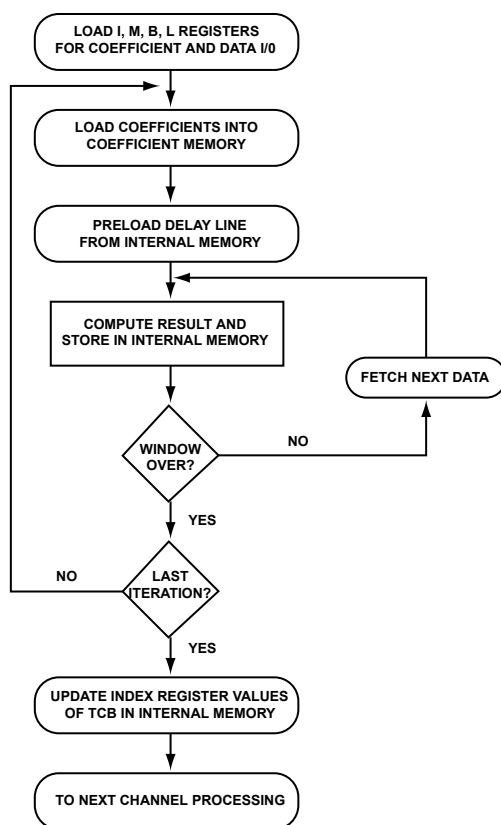 LOAD I, M, B, L REGISTERS
FOR COEFFICIENT AND DATA I/0
LOAD COEFFICIENTS INTO
COEFFICIENT MEMORY
PRELOAD DELAY LINE
FROM INTERNAL MEMORY
COMPUTE RESULT AND
STORE IN INTERNAL MEMORY
FETCH NEXT DATA
WINDOW
OVER?
NO
YES
NO
LAST
ITERATION?
YES
UPDATE INDEX REGISTER VALUES
OF TCB IN INTERNAL MEMORY
TO NEXT CHANNEL PROCESSING